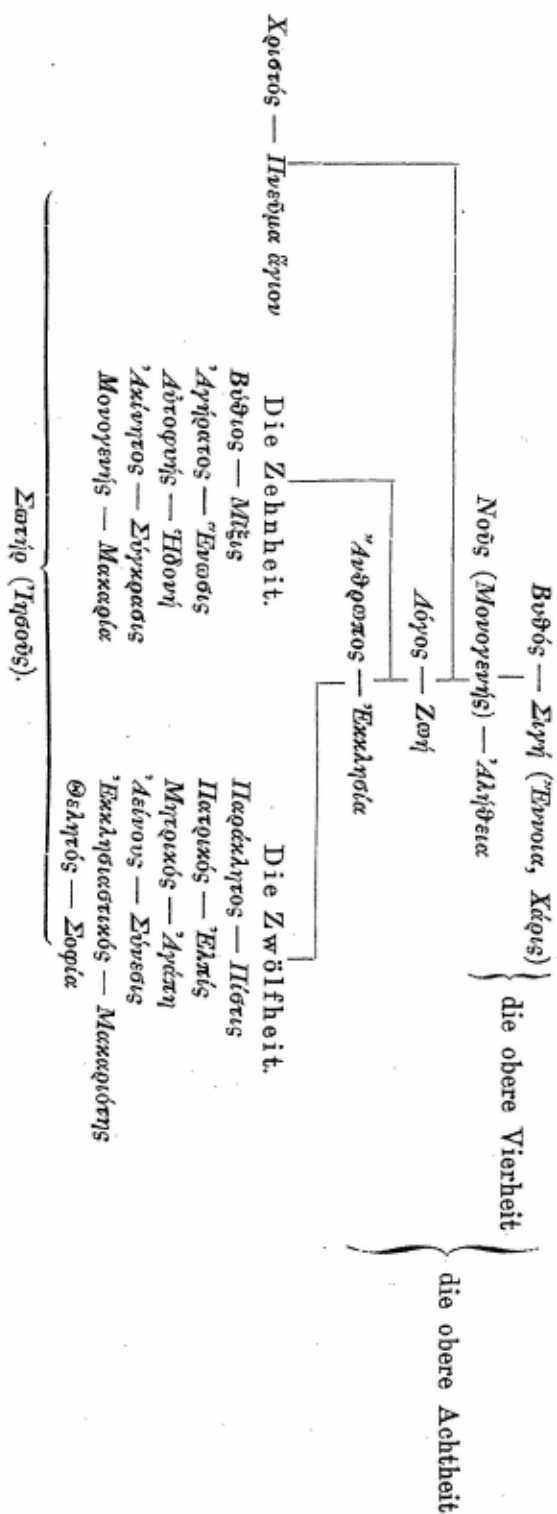 Βυθός — Σιγή (Ἔννοια, Χάρις)
Νοῦς (Μονογενής) — Ἀλήθεια
die obere Vierheit
Λόγος — Ζωή
Ἄνθρωπος — Ἐκκλησία
die obere Achtheit
Χριστός — Πνεῦμα ἅγιον
Die Zehnheit.
Βύθιος — Μῖξις
Ἀγήρατος — Ἕνωσις
Αὐτοφυής — Ἡδονή
Ἀκίνητος — Σύγκρασις
Μονογενής — Μακαρία
Die Zwölfheit.
Παράκλητος — Πίστις
Πατρικός — Ἐλπίς
Μητρικός — Ἀγάπη
Ἀείνους — Σύνεσις
Ἐκκλησιαστικός — Μακαριότης
Θελητός — Σοφία
Σωτήρ (Ἰησοῦς).